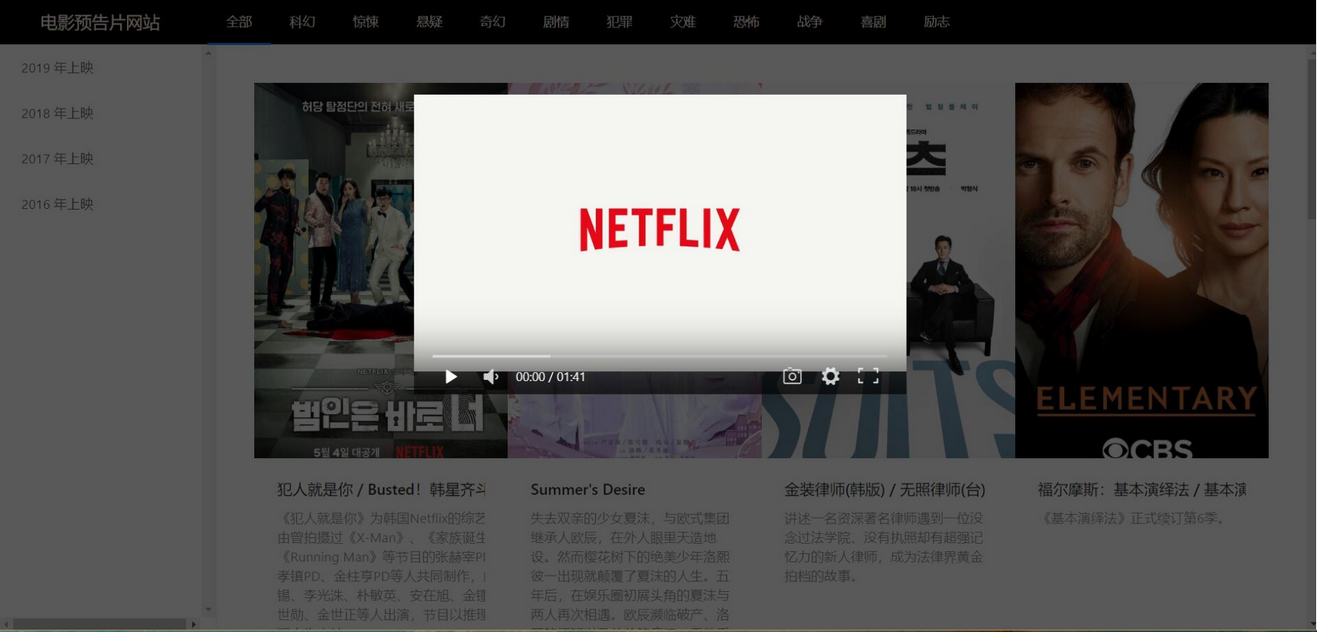 电影预告片网站
全部 科幻 惊悚 悬疑 奇幻 剧情 犯罪 灾难 恐怖 战争 喜剧 励志
2019 年上映
2018 年上映
2017 年上映
2016 年上映
허당 탐정단의 전혀 새로
NETFLIX
00:00 / 01:41
NETFLIX
범인은 바로 너
5월 4일 대공개 NETFLIX
츠
SUITS
ELEMENTARY
CBS
犯人就是你 / Busted！韩星齐斗
《犯人就是你》为韩国Netflix的综艺
由曾拍摄过《X-Man》、《家族诞生
《Running Man》等节目的张赫宰PD
孝镇PD、金柱亨PD等人共同制作，
锡、李光洙、朴敏英、安在旭、金
世勋、金世正等人出演，节目以推理
Summer's Desire
失去双亲的少女夏沫，与欧式集团
继承人欧辰，在外人眼里天造地
设。然而樱花树下的绝美少年洛熙
彼一出现就颠覆了夏沫的人生。五
年后，在娱乐圈初展头角的夏沫与
两人再次相遇。欧辰濒临破产、洛
金装律师(韩版) / 无照律师(台)
讲述一名资深著名律师遇到一位没
念过法学院、没有执照却有超强记
忆力的新人律师，成为法律界黄金
拍档的故事。
福尔摩斯：基本演绎法 / 基本演
《基本演绎法》正式续订第6季。